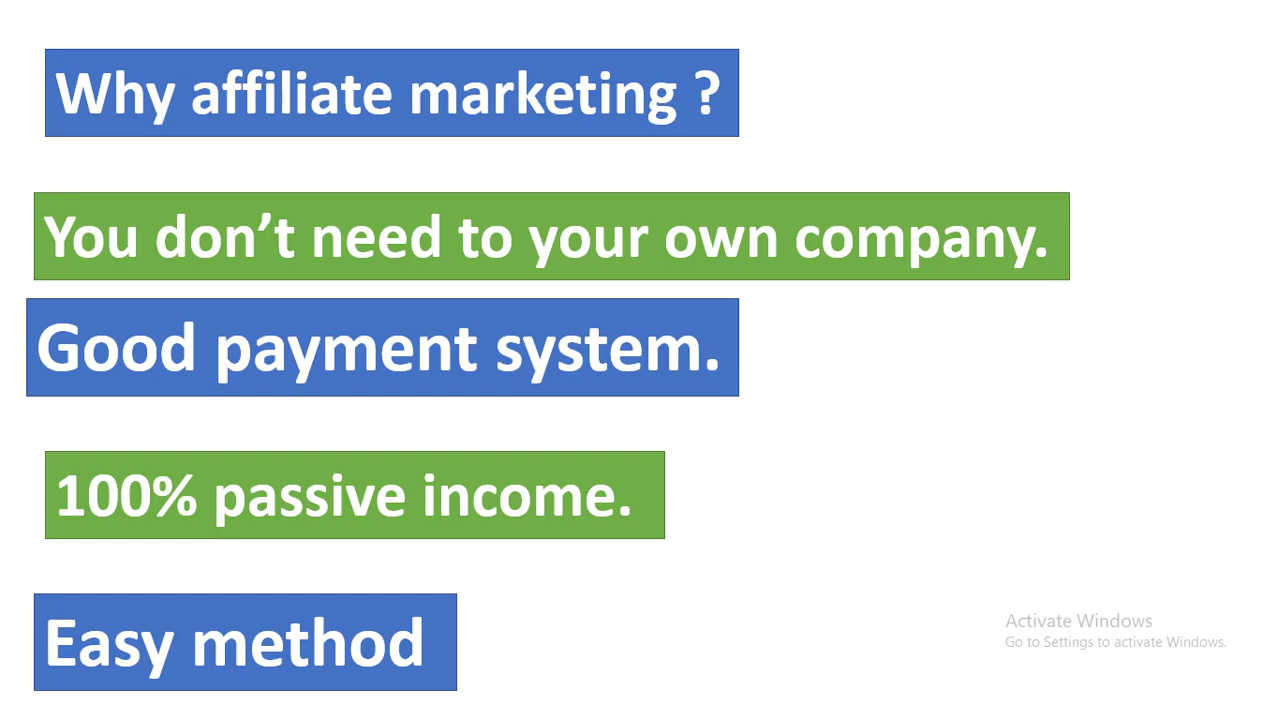 Why affiliate marketing ?
You don’t need to your own company.
Good payment system.
100% passive income.
Easy method
Activate Windows
Go to Settings to activate Windows.